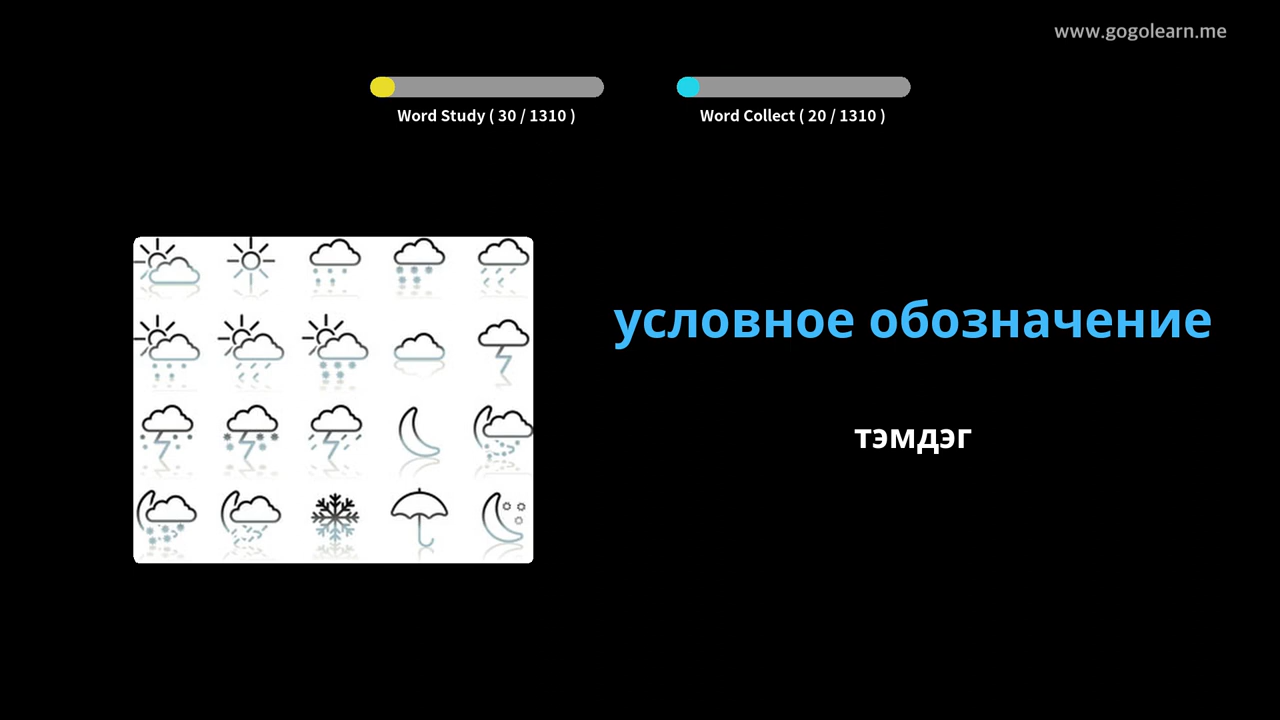 www.gogolearn.me
Word Study ( 30 / 1310 )
Word Collect ( 20 / 1310 )
условное обозначение
тэмдэг